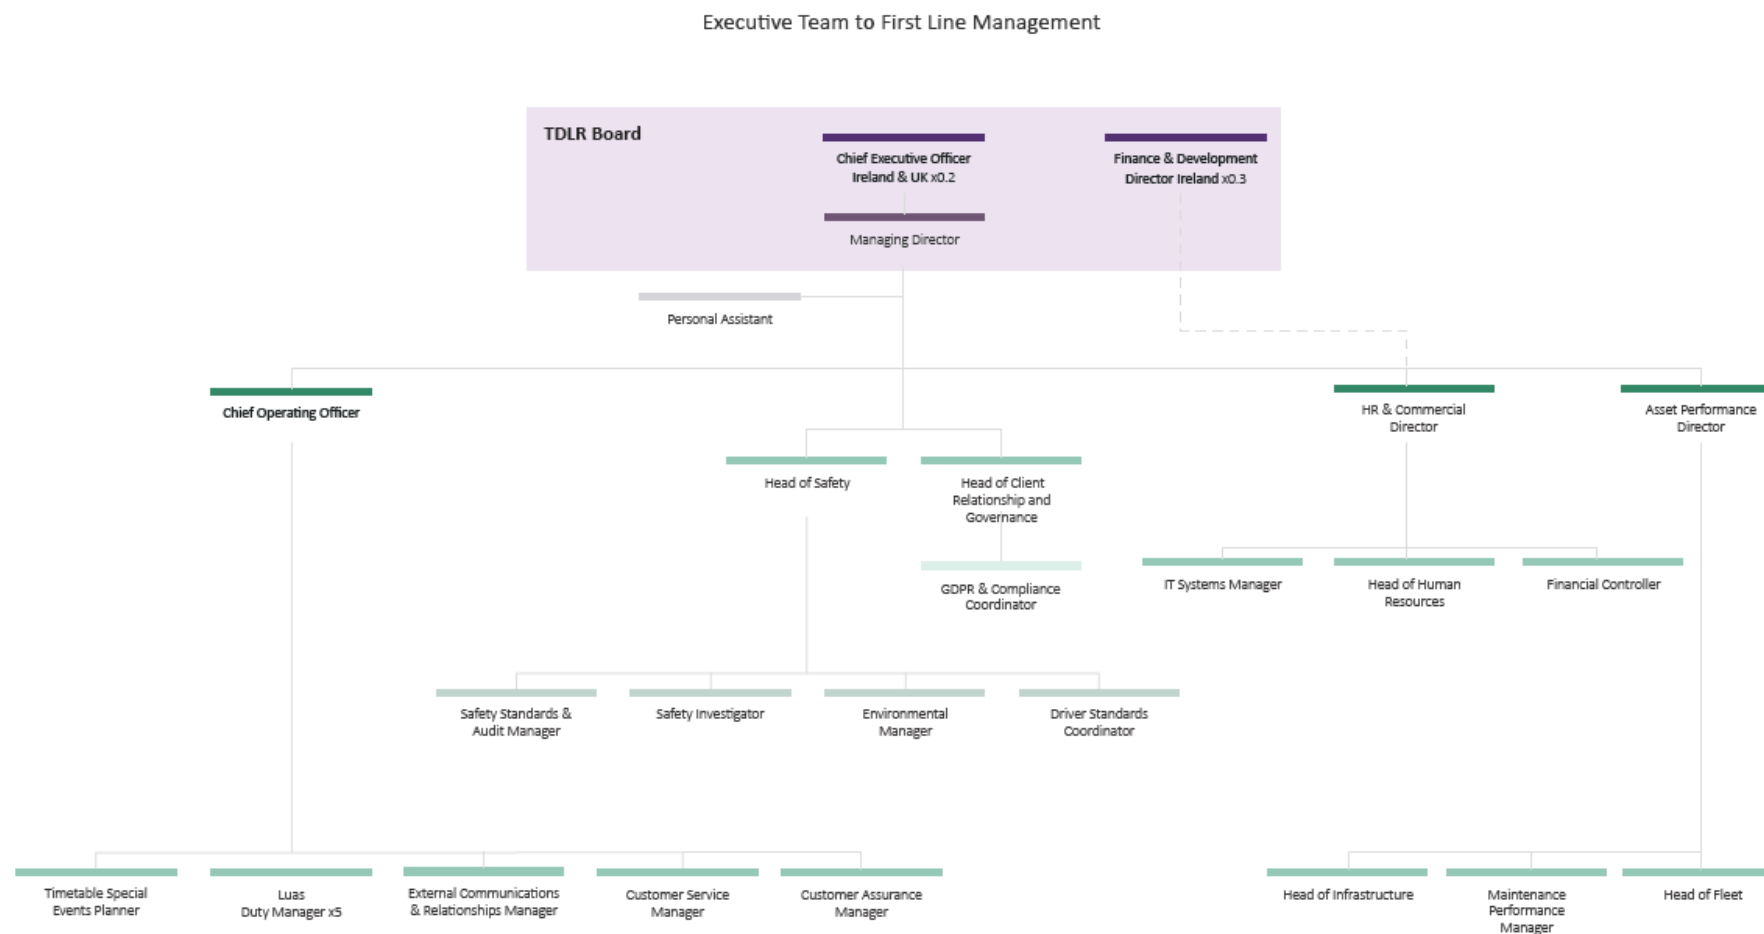 Executive Team to First Line Management
TDLR Board
Chief Executive Officer
Ireland & UK x0.2
Finance & Development
Director Ireland x0.3
Managing Director
Personal Assistant
Chief Operating Officer
HR & Commercial
Director
Asset Performance
Director
Head of Safety
Head of Client
Relationship and
Governance
GDPR & Compliance
Coordinator
IT Systems Manager
Head of Human
Resources
Financial Controller
Safety Standards &
Audit Manager
Safety Investigator
Environmental
Manager
Driver Standards
Coordinator
Timetable Special
Events Planner
Luas
Duty Manager x5
External Communications
& Relationships Manager
Customer Service
Manager
Customer Assurance
Manager
Head of Infrastructure
Maintenance
Performance
Manager
Head of Fleet